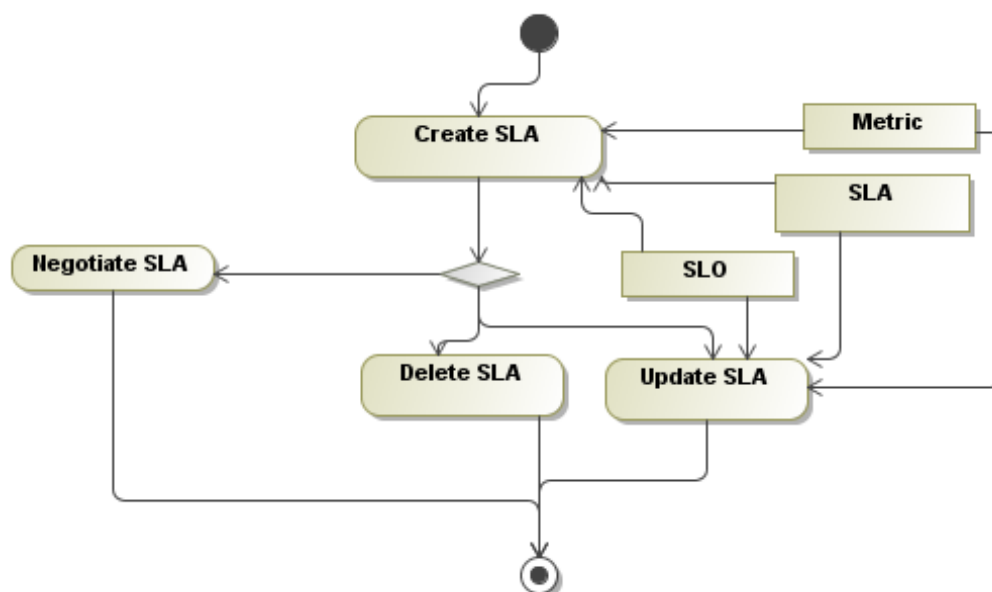 Create SLA
Metric
SLA
Negotiate SLA
SLO
Delete SLA
Update SLA